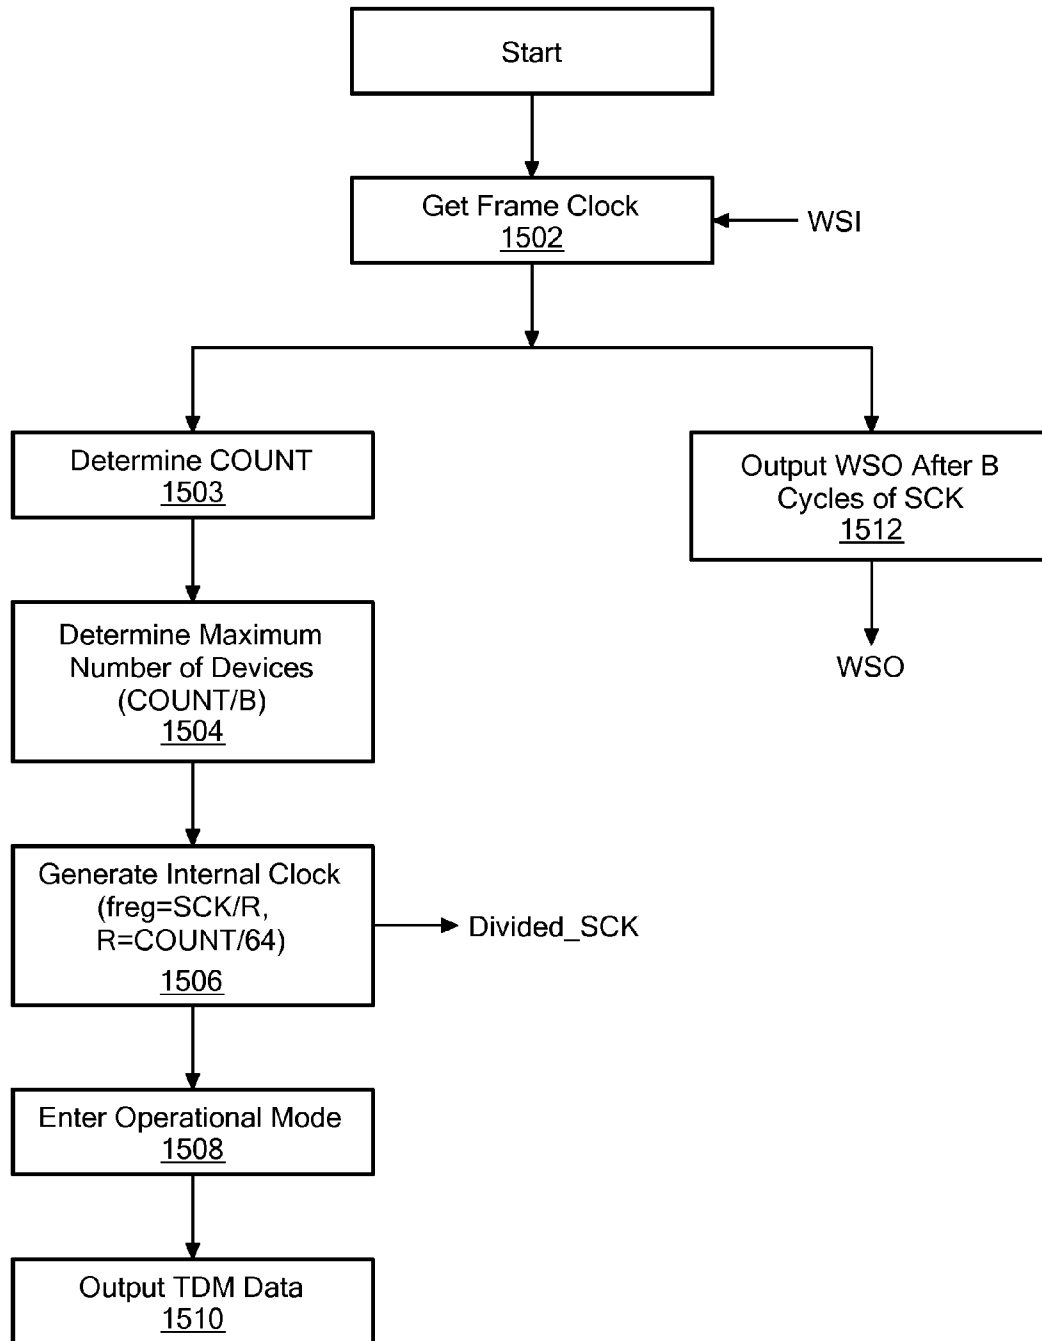 Start
Get Frame Clock
1502
WSI
Determine COUNT
1503
Determine Maximum
Number of Devices
(COUNT/B)
1504
Generate Internal Clock
(freg=SCK/R,
R=COUNT/64)
1506
Divided_SCK
Enter Operational Mode
1508
Output TDM Data
1510
Output WSO After B
Cycles of SCK
1512
WSO